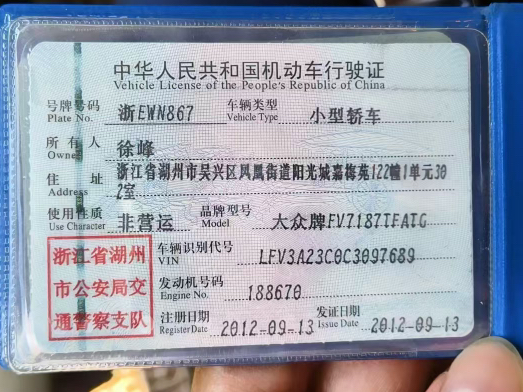 中华人民共和国机动车行驶证
Vehicle License of the People's Republic of China
号牌号码 浙EWN867 车辆类型 小型轿车
Plate No. Vehicle Type
所有人 徐峰
Owner
住址 浙江省湖州市吴兴区凤凰街道阳光城嘉梅苑122幢1单元30
Address 2室
使用性质 非营运 品牌型号 大众牌FV7187TFATG
Use Character Model
浙江省湖州 车辆识别代号 LFV3A23C0C3097689
VIN
市公安局交 发动机号码 188670
Engine No.
通警察支队 注册日期 2012-09-13 发证日期 2012-09-13
Register Date Issue Date